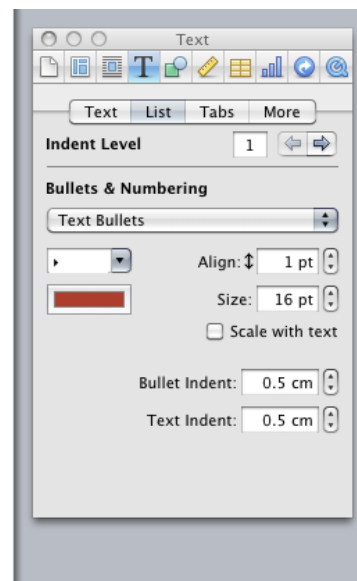 Text
T
Text List Tabs More
Indent Level 1
Bullets & Numbering
Text Bullets
Align: 1 pt
Size: 16 pt
Scale with text
Bullet Indent: 0.5 cm
Text Indent: 0.5 cm